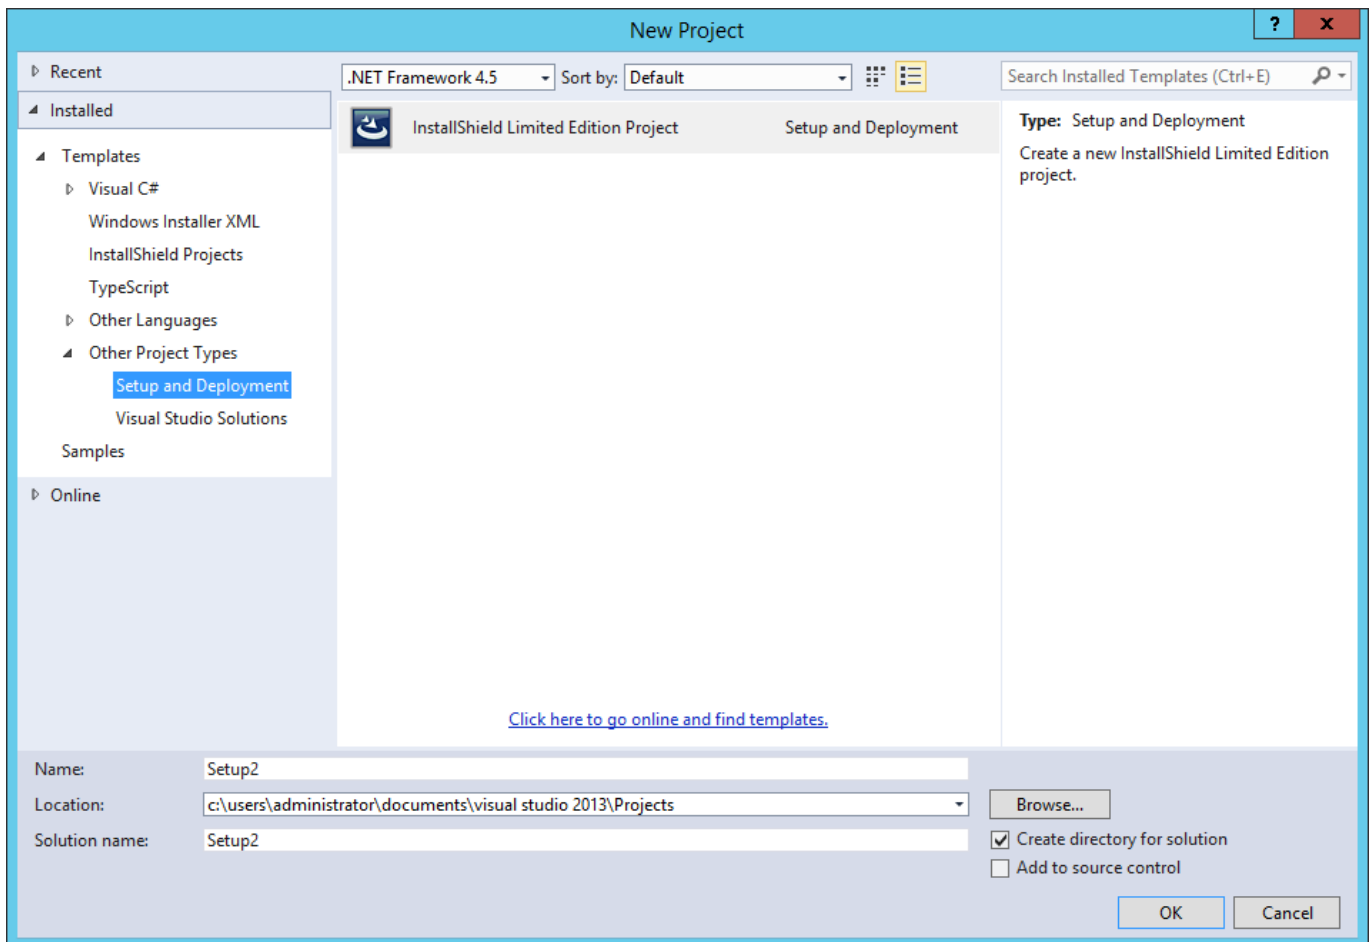 New Project
?
x
Recent
Installed
Templates
Visual C#
Windows Installer XML
InstallShield Projects
TypeScript
Other Languages
Other Project Types
Setup and Deployment
Visual Studio Solutions
Samples
Online
.NET Framework 4.5
Sort by: Default
InstallShield Limited Edition Project Setup and Deployment
Click here to go online and find templates.
Search Installed Templates (Ctrl+E)
Type: Setup and Deployment
Create a new InstallShield Limited Edition
project.
Name: Setup2
Location: c:\users\administrator\documents\visual studio 2013\Projects
Browse...
Solution name: Setup2
Create directory for solution
Add to source control
OK
Cancel